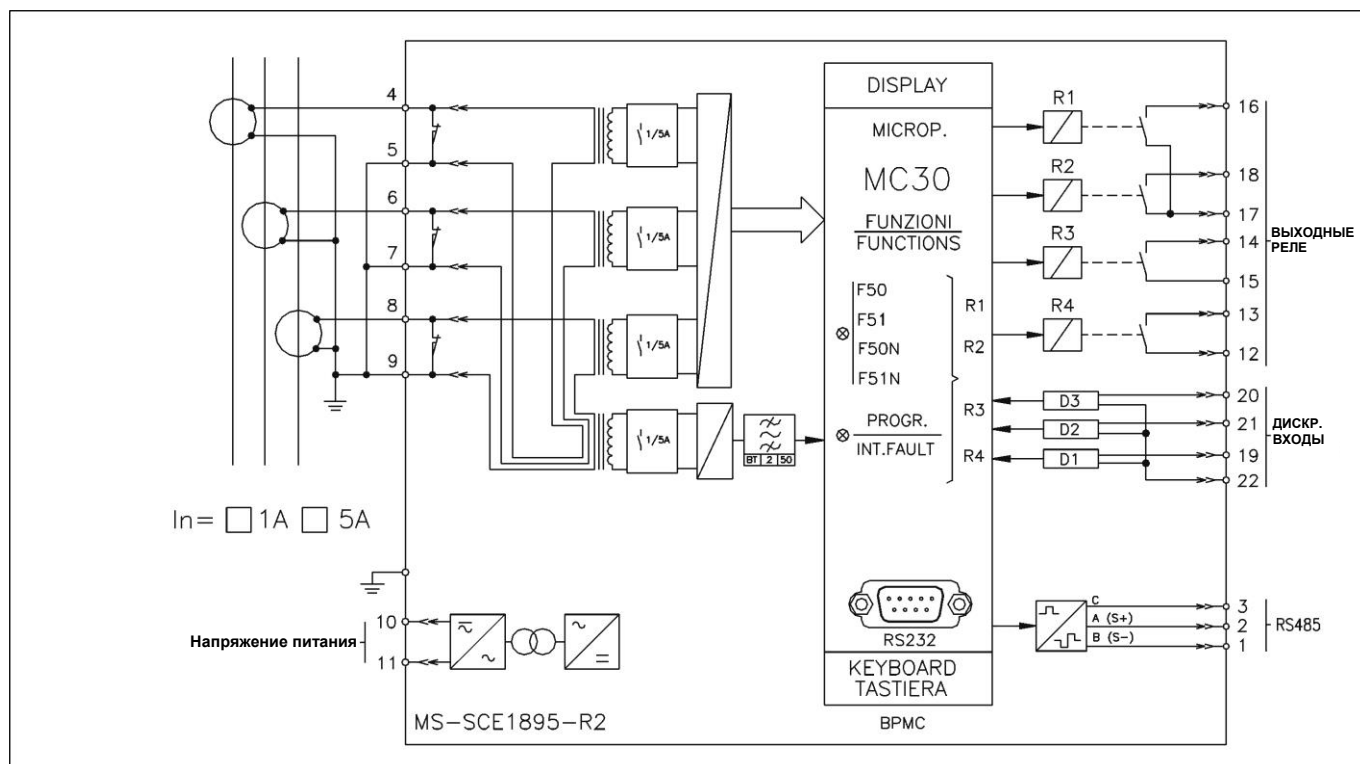 4
5
6
7
8
9
In= 1A 5A
Напряжение питания
10
11
MS-SCE1895-R2
1/5A
1/5A
1/5A
1/5A
BT 2 50
DISPLAY
MICROP.
MC30
FUNZIONI
FUNCTIONS
F50
F51
F50N
F51N
R1
R2
R3
R4
PROGR.
INT.FAULT
RS232
KEYBOARD
TASTIERA
BPMC
R1
R2
R3
R4
D3
D2
D1
16
18
17
14
15
13
12
ВЫХОДНЫЕ
РЕЛЕ
20
21
19
22
ДИСКР.
ВХОДЫ
C
A (S+)
B (S-)
3
2
1
RS485